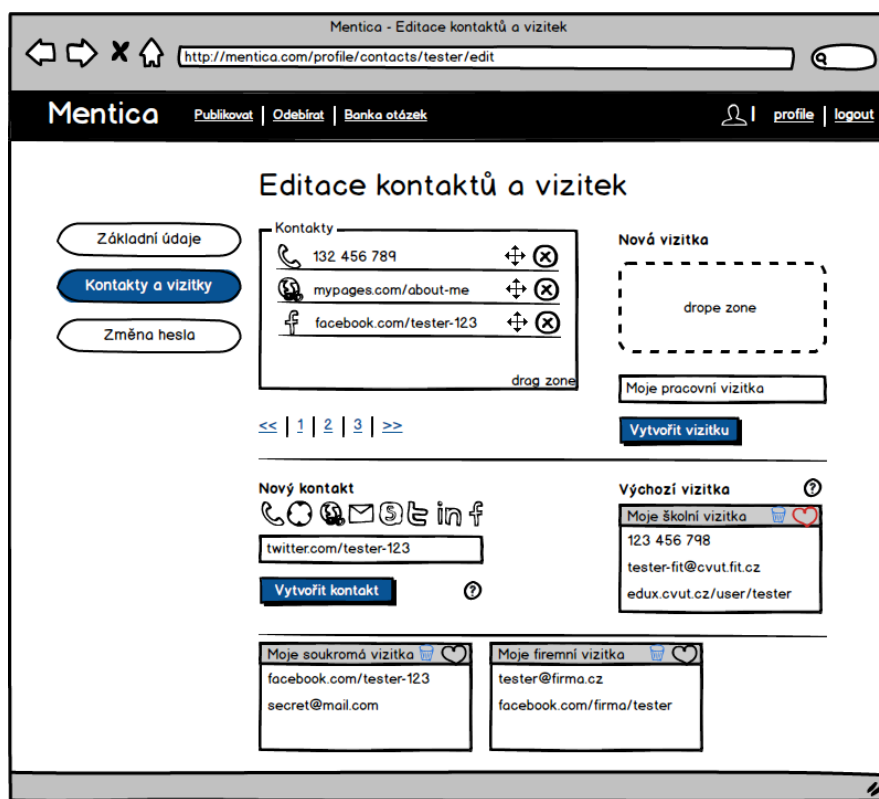 Mentica - Editace kontaktů a vizitek
http://mentica.com/profile/contacts/tester/edit
Mentica Publikovat | Odebírat | Banka otázek profile | logout
Editace kontaktů a vizitek
Základní údaje
Kontakty a vizitky
Změna hesla
Kontakty
132 456 789
mypages.com/about-me
facebook.com/tester-123
drag zone
<< | 1 | 2 | 3 | >>
Nová vizitka
drope zone
Moje pracovní vizitka
Vytvořit vizitku
Nový kontakt
twitter.com/tester-123
Vytvořit kontakt
Výchozí vizitka
Moje školní vizitka
123 456 798
tester-fit@cvut.fit.cz
edux.cvut.cz/user/tester
Moje soukromá vizitka
facebook.com/tester-123
secret@mail.com
Moje firemní vizitka
tester@firma.cz
facebook.com/firma/tester